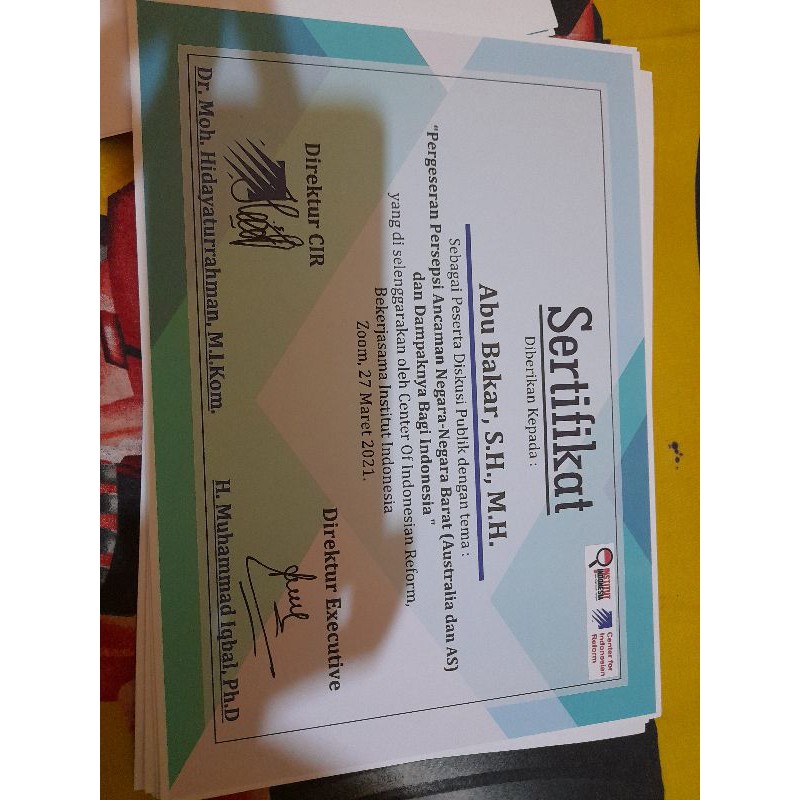 INSTITUT
INDONESIA
Center for
Indonesian
Reform
Sertifikat
Diberikan Kepada :
Abu Bakar, S.H., M.H.
Sebagai Peserta Diskusi Publik dengan tema :
"Pergeseran Persepsi Ancaman Negara-Negara Barat (Australia dan AS)
dan Dampaknya Bagi Indonesia "
yang di selenggarakan oleh Center Of Indonesian Reform,
Bekerjasama Institut Indonesia
Zoom, 27 Maret 2021.
Direktur CIR
Direktur Executive
Dr. Moh. Hidayaturrahman, M.I.Kom.
H. Muhammad Iqbal, Ph.D